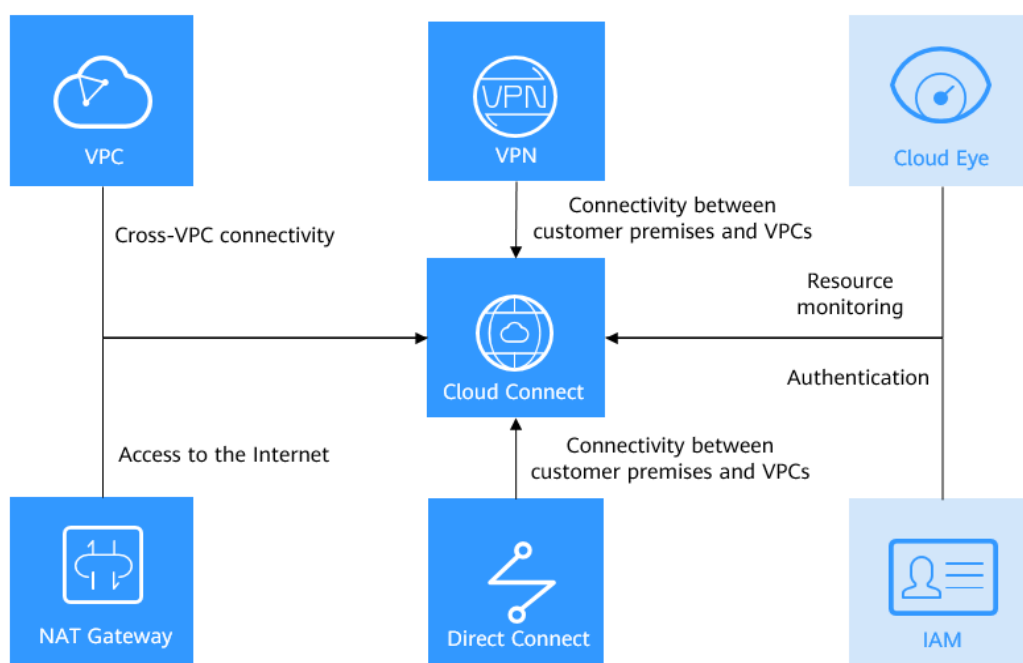 VPN
VPC
VPN
Cloud Eye
Cross-VPC connectivity
Connectivity between
customer premises and VPCs
Resource
monitoring
Cloud Connect
Authentication
Access to the Internet
Connectivity between
customer premises and VPCs
NAT Gateway
Direct Connect
IAM